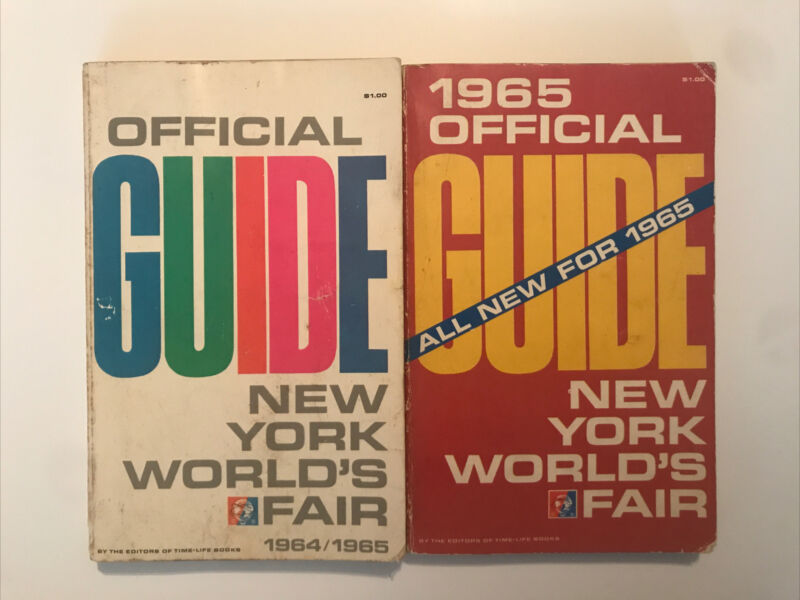 $1.00
OFFICIAL
GUIDE
NEW
YORK
WORLD'S
FAIR
1964/1965
BY THE EDITORS OF TIME-LIFE BOOKS
$1.00
1965
OFFICIAL
GUIDE
ALL NEW FOR 1965
NEW
YORK
WORLD'S
FAIR
BY THE EDITORS OF TIME-LIFE BOOKS